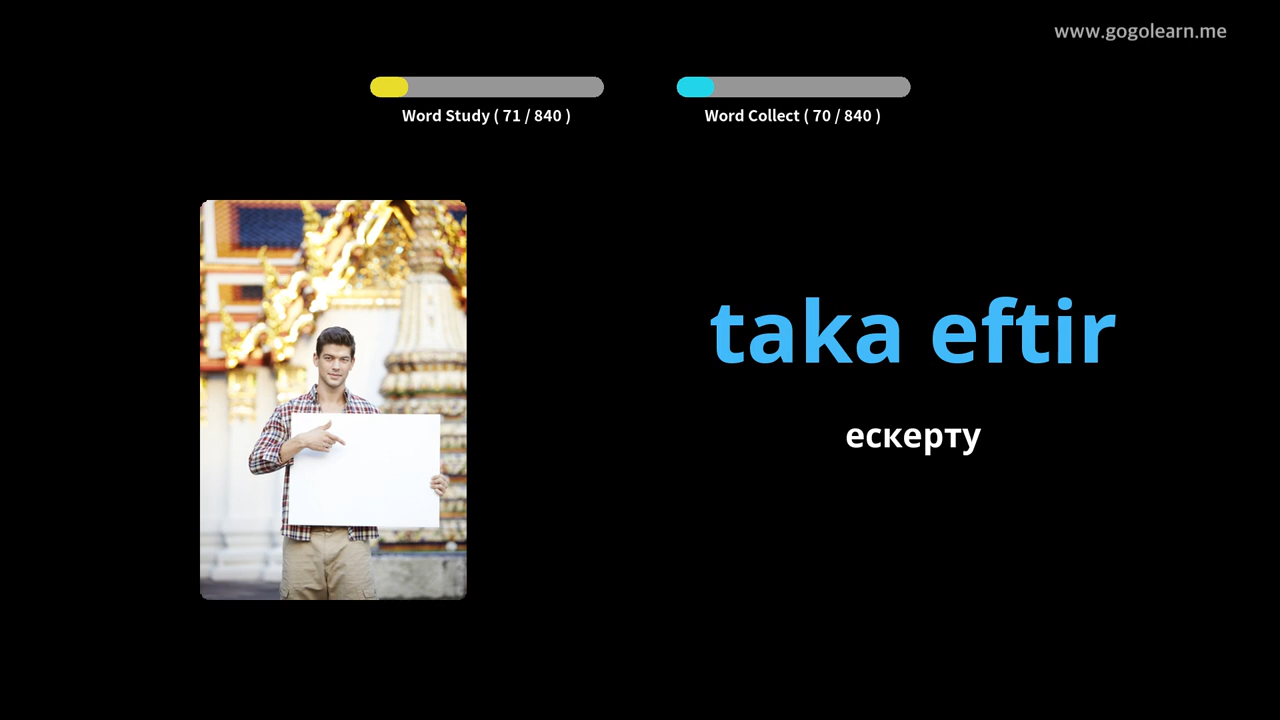 www.gogolearn.me
Word Study ( 71 / 840 )
Word Collect ( 70 / 840 )
taka eftir
ескерту